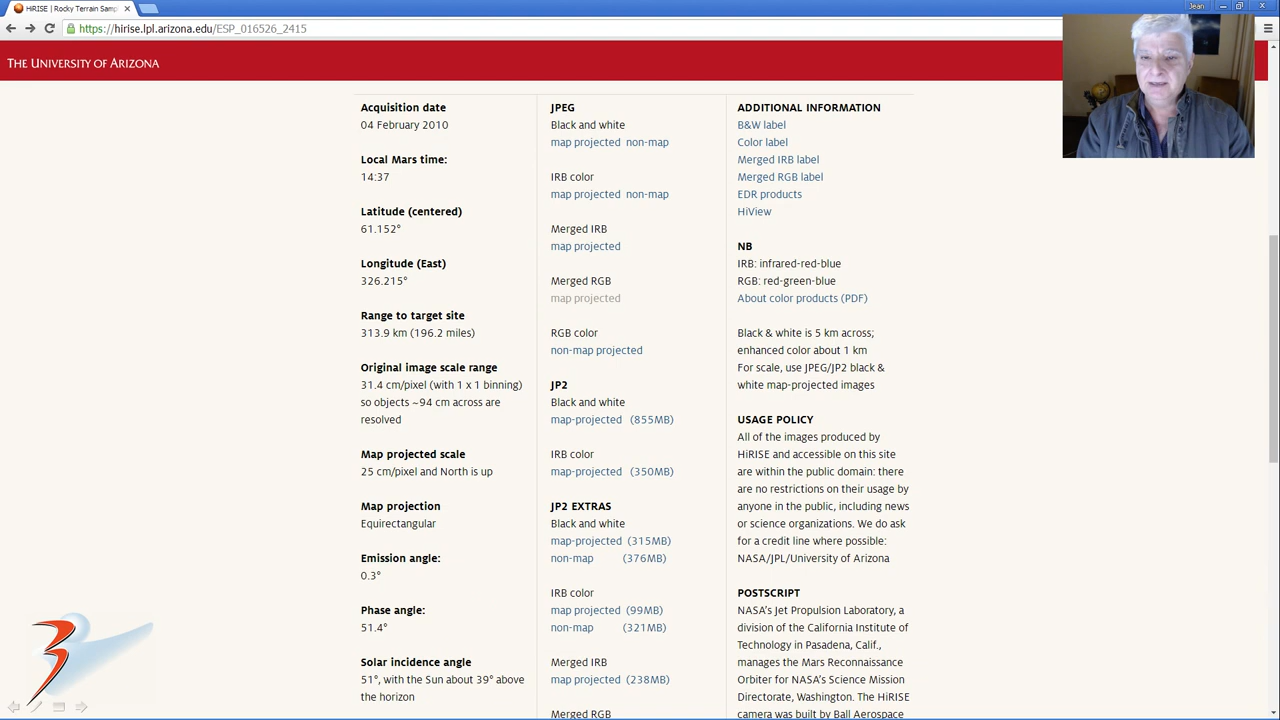 HiRISE | Rocky Terrain Samp
Jean
https://hirise.lpl.arizona.edu/ESP_016526_2415
THE UNIVERSITY OF ARIZONA
Acquisition date
04 February 2010
Local Mars time:
14:37
Latitude (centered)
61.152°
Longitude (East)
326.215°
Range to target site
313.9 km (196.2 miles)
Original image scale range
31.4 cm/pixel (with 1 x 1 binning)
so objects ~94 cm across are
resolved
Map projected scale
25 cm/pixel and North is up
Map projection
Equirectangular
Emission angle:
0.3°
Phase angle:
51.4°
Solar incidence angle
51°, with the Sun about 39° above
the horizon
JPEG
Black and white
map projected non-map
IRB color
map projected non-map
Merged IRB
map projected
Merged RGB
map projected
RGB color
non-map projected
JP2
Black and white
map-projected (855MB)
IRB color
map-projected (350MB)
JP2 EXTRAS
Black and white
map-projected (315MB)
non-map (376MB)
IRB color
map projected (99MB)
non-map (321MB)
Merged IRB
map projected (238MB)
Merged RGB
ADDITIONAL INFORMATION
B&W label
Color label
Merged IRB label
Merged RGB label
EDR products
HiView
NB
IRB: infrared-red-blue
RGB: red-green-blue
About color products (PDF)
Black & white is 5 km across;
enhanced color about 1 km
For scale, use JPEG/JP2 black &
white map-projected images
USAGE POLICY
All of the images produced by
HiRISE and accessible on this site
are within the public domain: there
are no restrictions on their usage by
anyone in the public, including news
or science organizations. We do ask
for a credit line where possible:
NASA/JPL/University of Arizona
POSTSCRIPT
NASA's Jet Propulsion Laboratory, a
division of the California Institute of
Technology in Pasadena, Calif.,
manages the Mars Reconnaissance
Orbiter for NASA's Science Mission
Directorate, Washington. The HiRISE
camera was built by Ball Aerospace